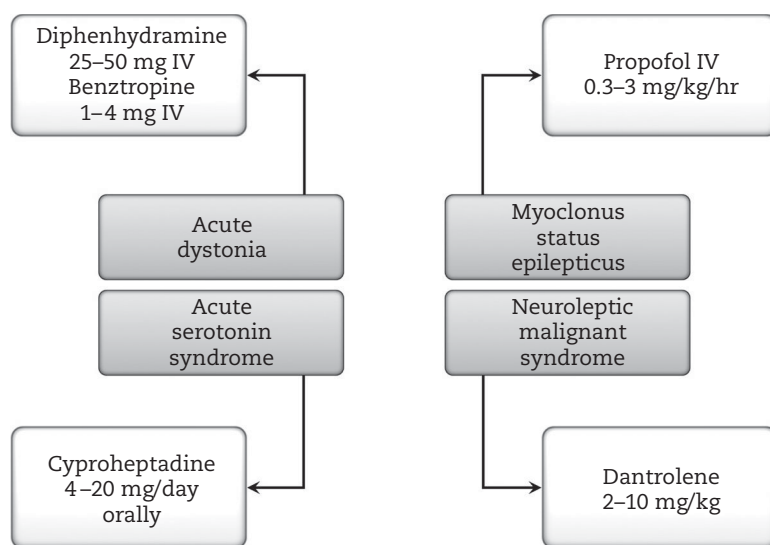 Diphenhydramine
25–50 mg IV
Benztropine
1–4 mg IV
Propofol IV
0.3–3 mg/kg/hr
Acute
dystonia
Myoclonus
status
epilepticus
Acute
serotonin
syndrome
Neuroleptic
malignant
syndrome
Cyproheptadine
4–20 mg/day
orally
Dantrolene
2–10 mg/kg